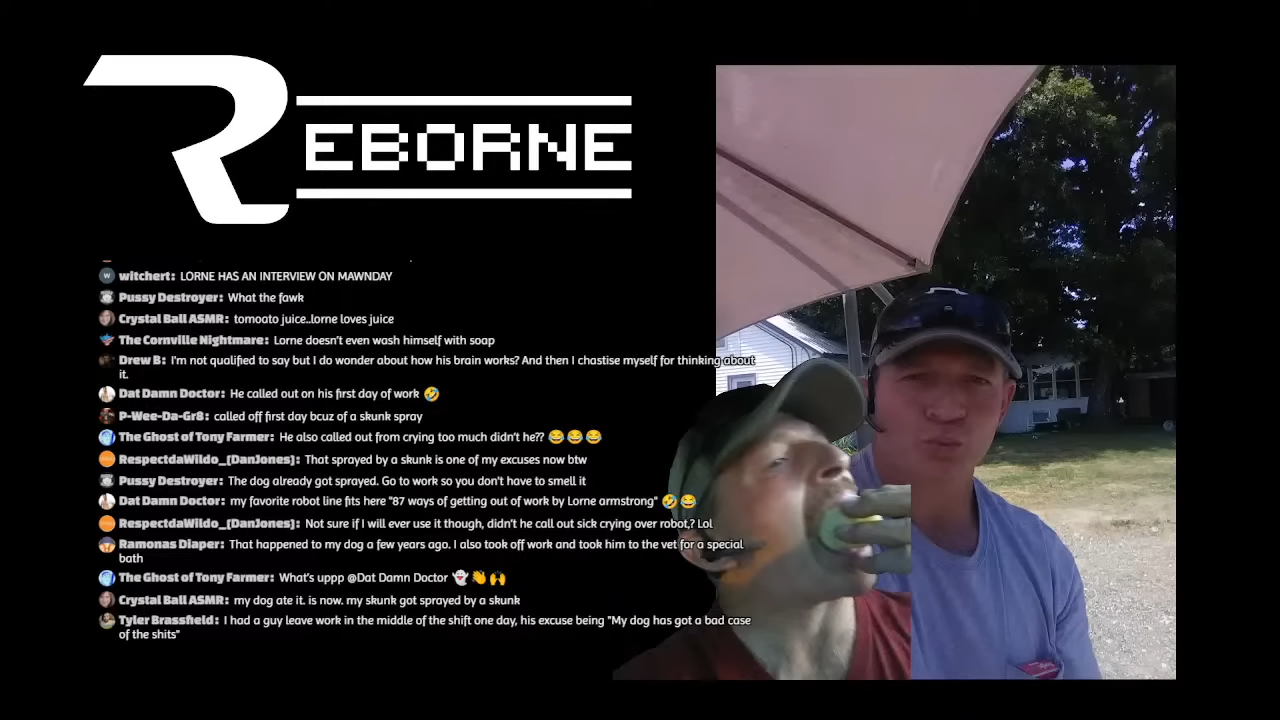 REBORNE
witchert: LORNE HAS AN INTERVIEW ON MAWNDAY
Pussy Destroyer: What the fawk
Crystal Ball ASMR: tomoato juice..lorne loves juice
The Cornville Nightmare: Lorne doesn't even wash himself with soap
Drew B: I'm not qualified to say but I do wonder about how his brain works? And then I chastise myself for thinking about
it.
Dat Damn Doctor: He called out on his first day of work 🤣
P-Wee-Da-Gr8: called off first day bcuz of a skunk spray
The Ghost of Tony Farmer: He also called out from crying too much didn't he?? 😂😂😂
RespectdaWildo_(DanJones): That sprayed by a skunk is one of my excuses now btw
Pussy Destroyer: The dog already got sprayed. Go to work so you don't have to smell it
Dat Damn Doctor: my favorite robot line fits here "87 ways of getting out of work by Lorne armstrong" 🤣😂
RespectdaWildo_(DanJones): Not sure if I will ever use it though, didn't he call out sick crying over robot,? Lol
Ramonas Diaper: That happened to my dog a few years ago. I also took off work and took him to the vet for a special
bath
The Ghost of Tony Farmer: What's uppp @Dat Damn Doctor 👻👏🙌
Crystal Ball ASMR: my dog ate it. is now. my skunk got sprayed by a skunk
Tyler Brassfield: I had a guy leave work in the middle of the shift one day, his excuse being "My dog has got a bad case
of the shits"